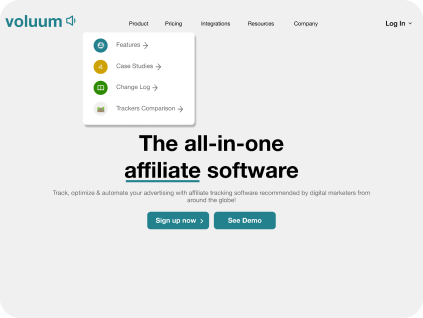 voluum
Product Pricing Integrations Resources Company Log In
Features
Case Studies
Change Log
Trackers Comparison
The all-in-one
affiliate software
Track, optimize & automate your advertising with affiliate tracking software recommended by digital marketers from
around the globe!
Sign up now See Demo